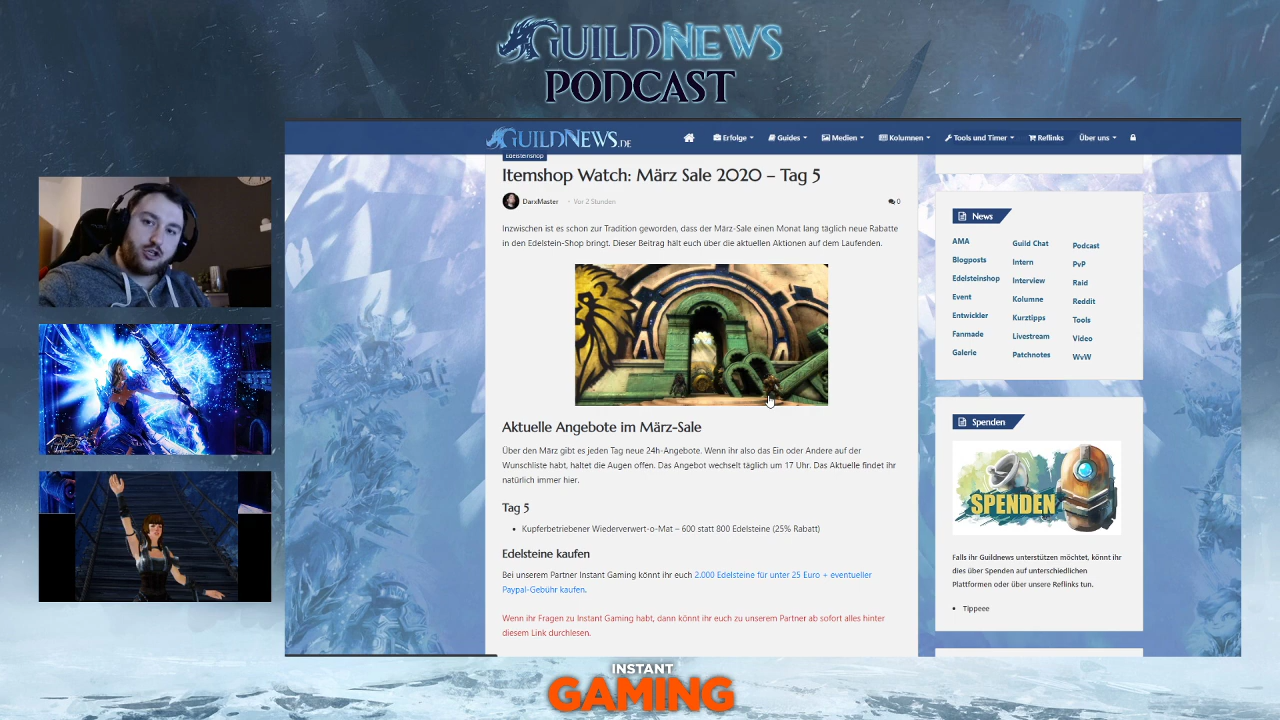 GUILDNEWS
PODCAST
GUILDNEWS.DE
Erfolge
Guides
Medien
Kolumnen
Tools und Timer
Reflinks
Über uns
Edelsteinshop
Itemshop Watch: März Sale 2020 – Tag 5
DarxMaster
Vor 2 Stunden
0
Inzwischen ist es schon zur Tradition geworden, dass der März-Sale einen Monat lang täglich neue Rabatte
in den Edelstein-Shop bringt. Dieser Beitrag hält euch über die aktuellen Aktionen auf dem Laufenden.
Aktuelle Angebote im März-Sale
Über den März gibt es jeden Tag neue 24h-Angebote. Wenn ihr also das Ein oder Andere auf der
Wunschliste habt, haltet die Augen offen. Das Angebot wechselt täglich um 17 Uhr. Das Aktuelle findet ihr
natürlich immer hier.
Tag 5
Kupferbetriebener Wiederverwert-o-Mat – 600 statt 800 Edelsteine (25% Rabatt)
Edelsteine kaufen
Bei unserem Partner Instant Gaming könnt ihr euch 2.000 Edelsteine für unter 25 Euro + eventueller
Paypal-Gebühr kaufen.
Wenn ihr Fragen zu Instant Gaming habt, dann könnt ihr euch zu unserem Partner ab sofort alles hinter
diesem Link durchlesen.
News
AMA
Blogposts
Edelsteinshop
Event
Entwickler
Fanmade
Galerie
Guild Chat
Intern
Interview
Kolumne
Kurztipps
Livestream
Patchnotes
Podcast
PvP
Raid
Reddit
Tools
Video
WvW
Spenden
SPENDEN
Falls ihr Guildnews unterstützen möchtet, könnt ihr
dies über Spenden auf unterschiedlichen
Plattformen oder über unsere Reflinks tun.
Tippeee
INSTANT
GAMING